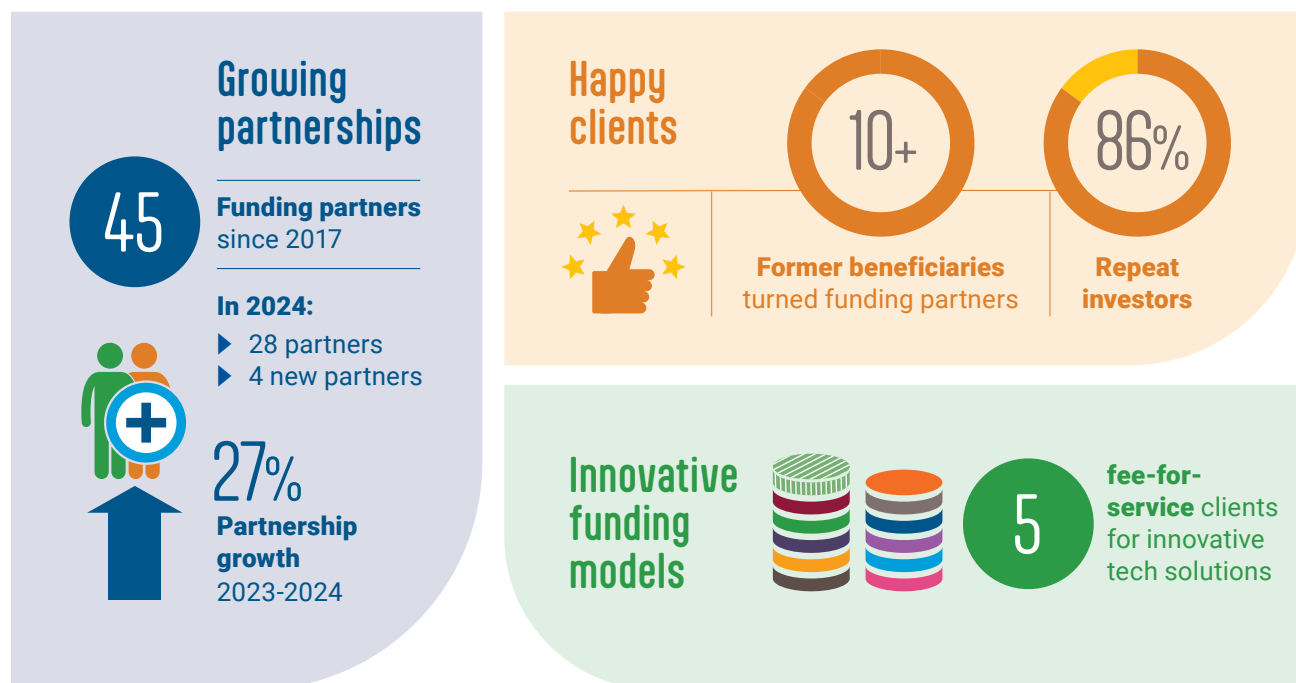 Growing
partnerships
45
Funding partners
since 2017
In 2024:
28 partners
4 new partners
27%
Partnership
growth
2023-2024
Happy
clients
10+
Former beneficiaries
turned funding partners
86%
Repeat
investors
Innovative
funding
models
5
fee-for-
service clients
for innovative
tech solutions